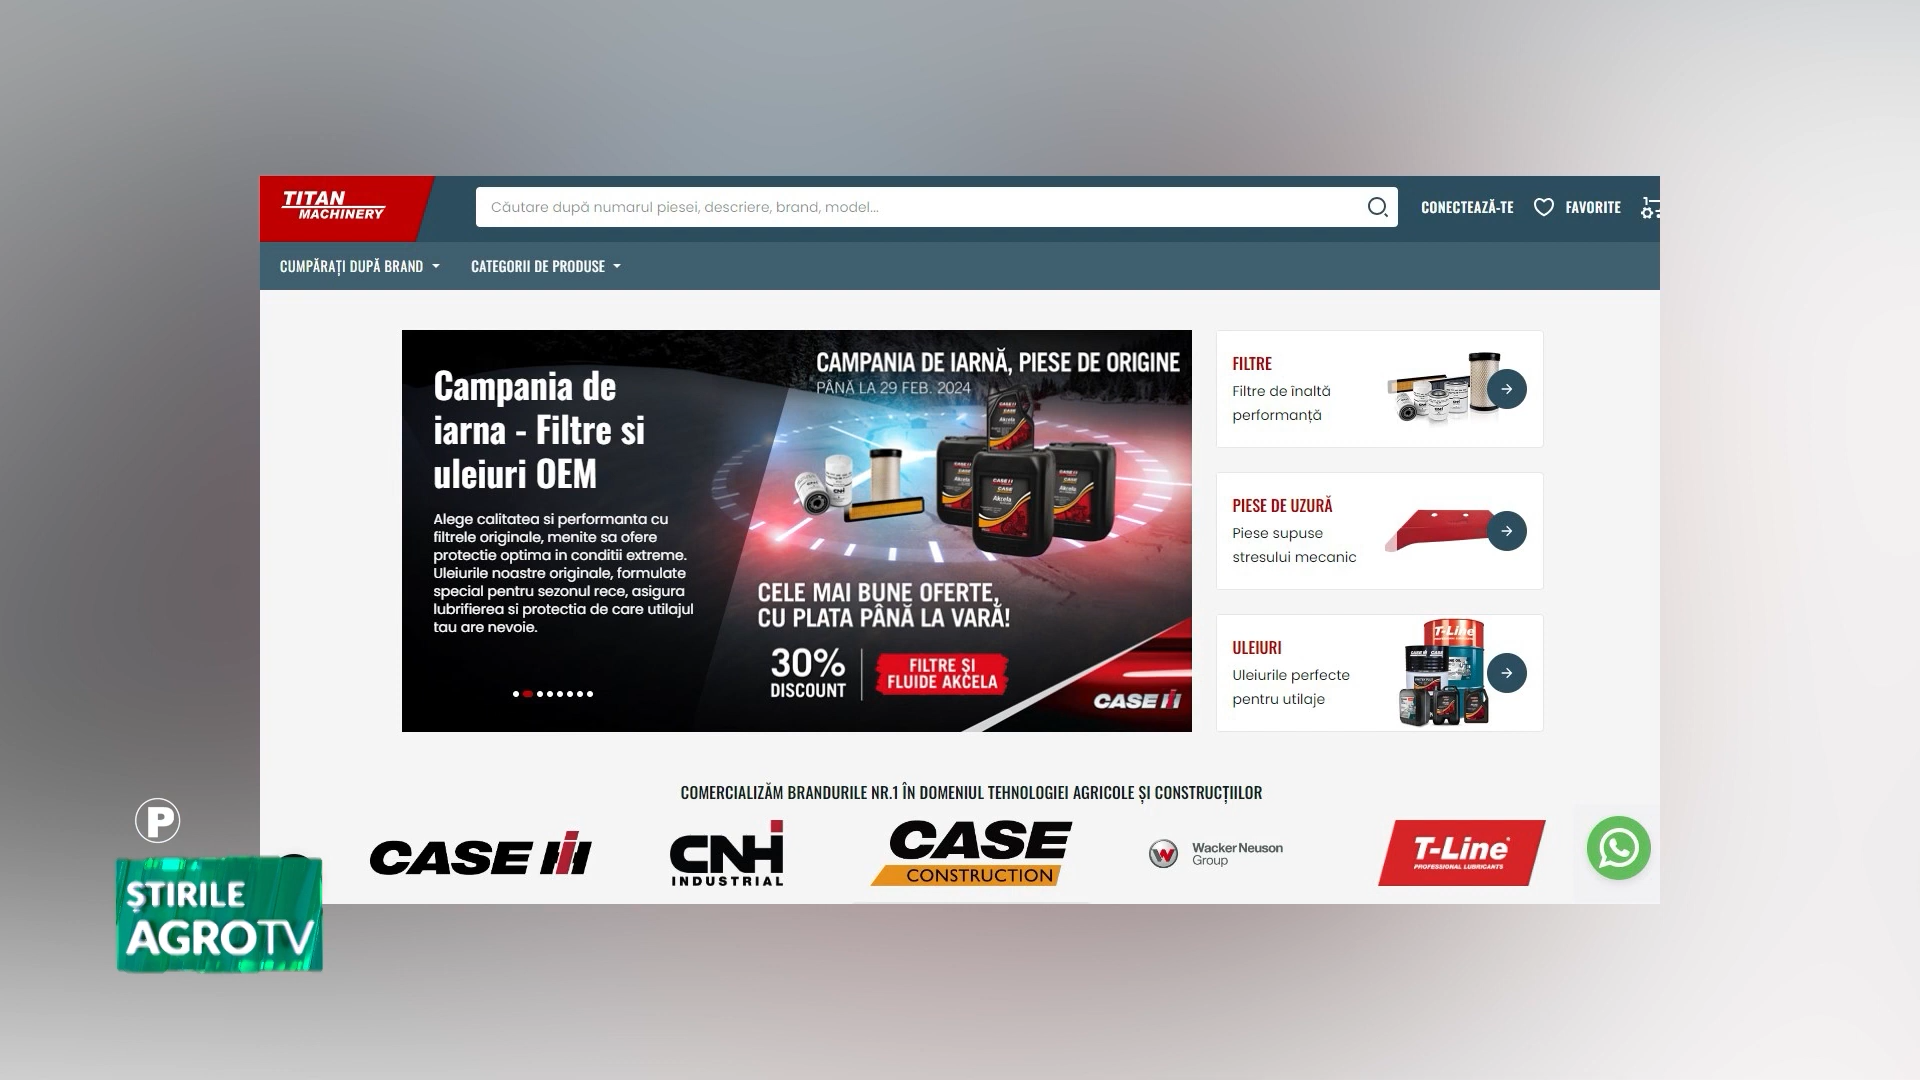 TITAN
MACHINERY
Căutare după numarul piesei, descriere, brand, model...
CONECTEAZĂ-TE
FAVORITE
CUMPĂRAȚI DUPĂ BRAND
CATEGORII DE PRODUSE
Campania de
iarna - Filtre si
uleiuri OEM
Alege calitatea si performanta cu
filtrele originale, menite sa ofere
protectie optima in conditii extreme.
Uleiurile noastre originale, formulate
special pentru sezonul rece, asigura
lubrifierea si protectia de care utilajul
tau are nevoie.
CAMPANIA DE IARNĂ, PIESE DE ORIGINE
PÂNĂ LA 29 FEB. 2024
CELE MAI BUNE OFERTE,
CU PLATA PÂNĂ LA VARĂ!
30%
DISCOUNT
FILTRE ȘI
FLUIDE AKCELA
CASE IH
FILTRE
Filtre de înaltă
performanță
PIESE DE UZURĂ
Piese supuse
stresului mecanic
ULEIURI
Uleiurile perfecte
pentru utilaje
T-Line
COMERCIALIZĂM BRANDURILE NR.1 ÎN DOMENIUL TEHNOLOGIEI AGRICOLE ȘI CONSTRUCȚIILOR
CASE IH
CNH
INDUSTRIAL
CASE
CONSTRUCTION
Wacker Neuson
Group
T-Line
PROFESSIONAL LUBRICANTS
P
ȘTIRILE
AGROTV